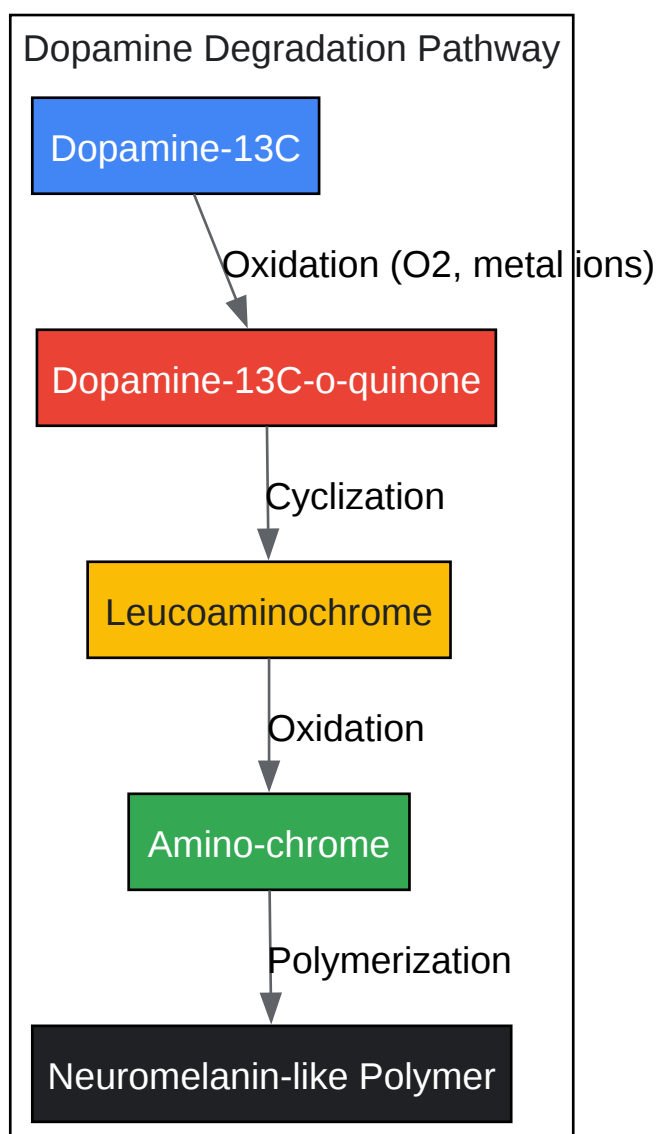 Dopamine Degradation Pathway
Dopamine-13C
Oxidation (O2, metal ions)
Dopamine-13C-o-quinone
Cyclization
Leucoaminochrome
Oxidation
Amino-chrome
Polymerization
Neuromelanin-like Polymer